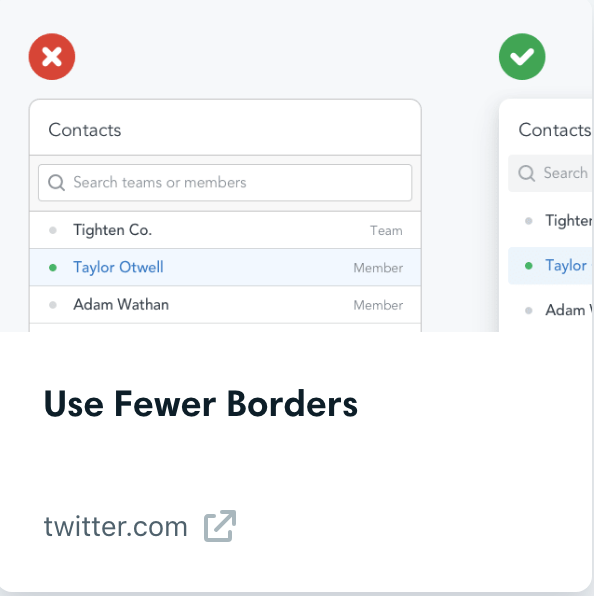 Contacts
Search teams or members
Tighten Co. Team
Taylor Otwell Member
Adam Wathan Member
Contacts
Search
Taylor
Adam
Use Fewer Borders
twitter.com